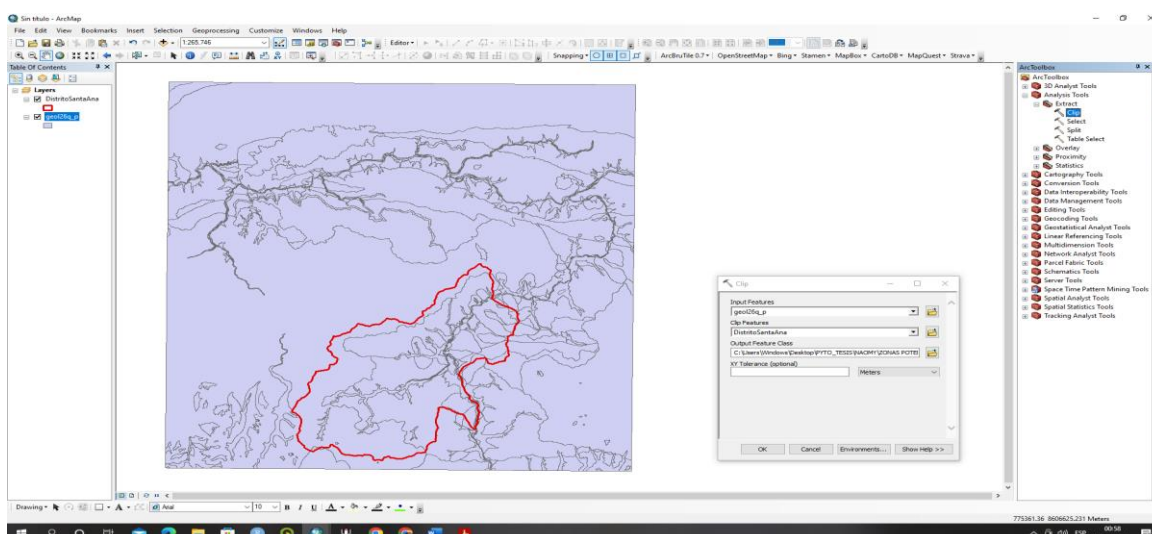 Sin título - ArcMap
File Edit View Bookmarks Insert Selection Geoprocessing Customize Windows Help
1:265,746
Editor
Snapping
ArcBruTile 0.7 OpenStreetMap Bing Stamen MapBox CartoDB MapQuest Strava
Table Of Contents
Layers
DistritoSantaAna
geol26q_p
Clip
Input Features
geol26q_p
Clip Features
DistritoSantaAna
Output Feature Class
C:\Users\Windows\Desktop\PYTO_TESIS\NAOMY\ZONAS POTE
XY Tolerance (optional)
Meters
OK Cancel Environments... Show Help >>
ArcToolbox
ArcToolbox
3D Analyst Tools
Analysis Tools
Extract
Clip
Select
Split
Table Select
Overlay
Proximity
Statistics
Cartography Tools
Conversion Tools
Data Interoperability Tools
Data Management Tools
Editing Tools
Geocoding Tools
Geostatistical Analyst Tools
Linear Referencing Tools
Multidimension Tools
Network Analyst Tools
Parcel Fabric Tools
Schematics Tools
Server Tools
Space Time Pattern Mining Tools
Spatial Analyst Tools
Spatial Statistics Tools
Tracking Analyst Tools
Drawing
Arial 10 B I U A
775361.36 8606625.231 Meters
ESP 00:58